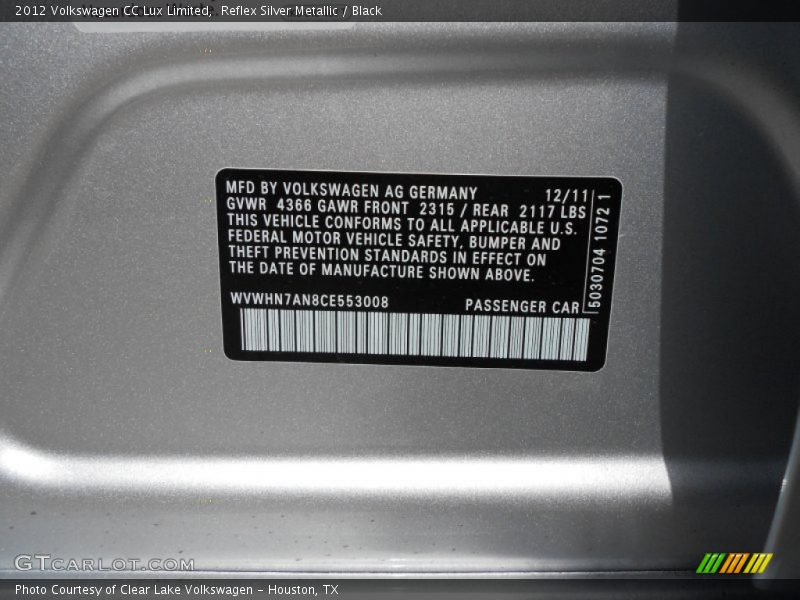 2012 Volkswagen CC Lux Limited, Reflex Silver Metallic / Black
MFD BY VOLKSWAGEN AG GERMANY 12/11
GVWR 4366 GAWR FRONT 2315 / REAR 2117 LBS
THIS VEHICLE CONFORMS TO ALL APPLICABLE U.S.
FEDERAL MOTOR VEHICLE SAFETY, BUMPER AND
THEFT PREVENTION STANDARDS IN EFFECT ON
THE DATE OF MANUFACTURE SHOWN ABOVE.
WVWHN7AN8CE553008 PASSENGER CAR
5030704 1072 1
GTCARLOT.COM
Photo Courtesy of Clear Lake Volkswagen - Houston, TX